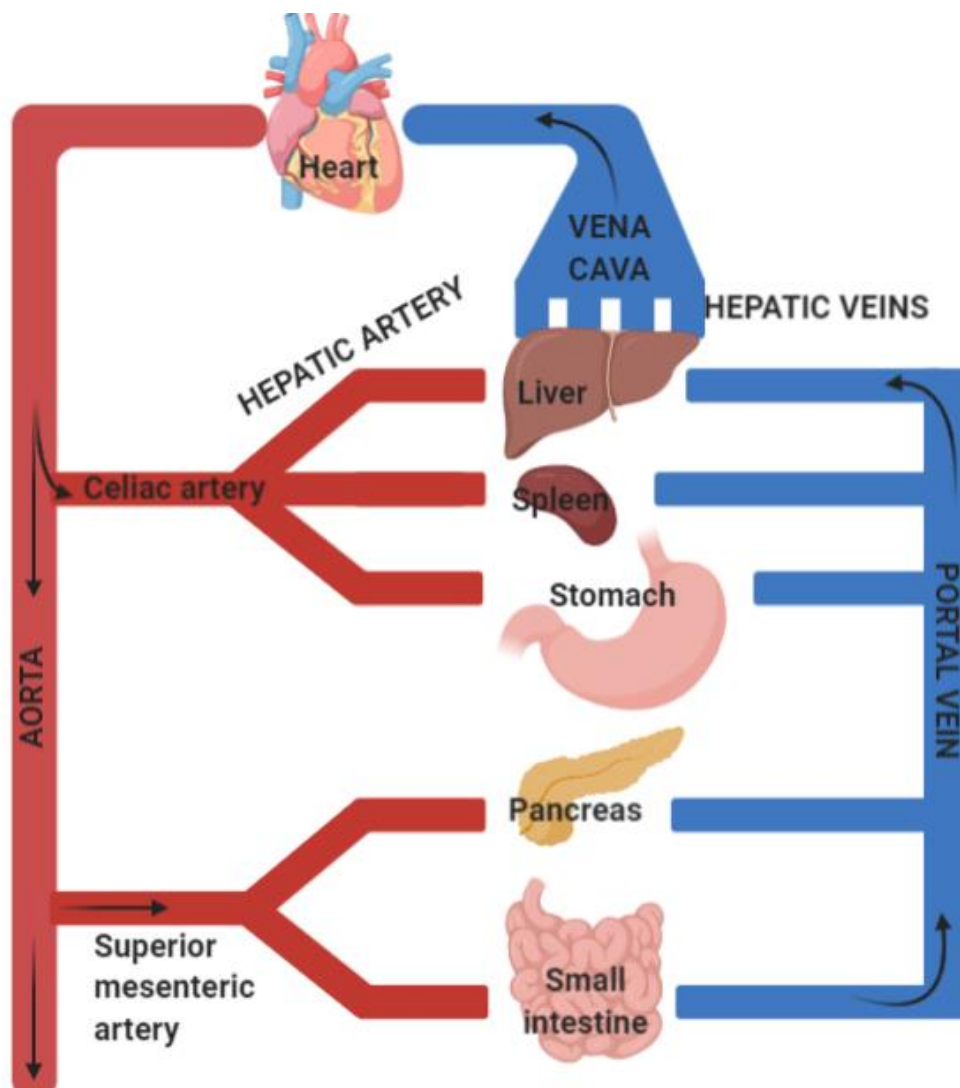 Heart
VENA
CAVA
HEPATIC ARTERY
HEPATIC VEINS
Liver
Celiac artery
Spleen
Stomach
AORTA
PORTAL VEIN
Pancreas
Superior
mesenteric
artery
Small
intestine